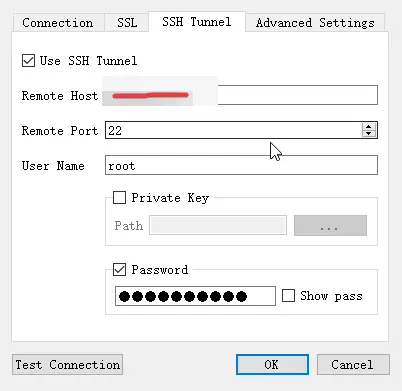 Connection SSL SSH Tunnel Advanced Settings
Use SSH Tunnel
Remote Host
Remote Port 22
User Name root
Private Key
Path ...
Password
●●●●●●●●●● Show pass
Test Connection OK Cancel